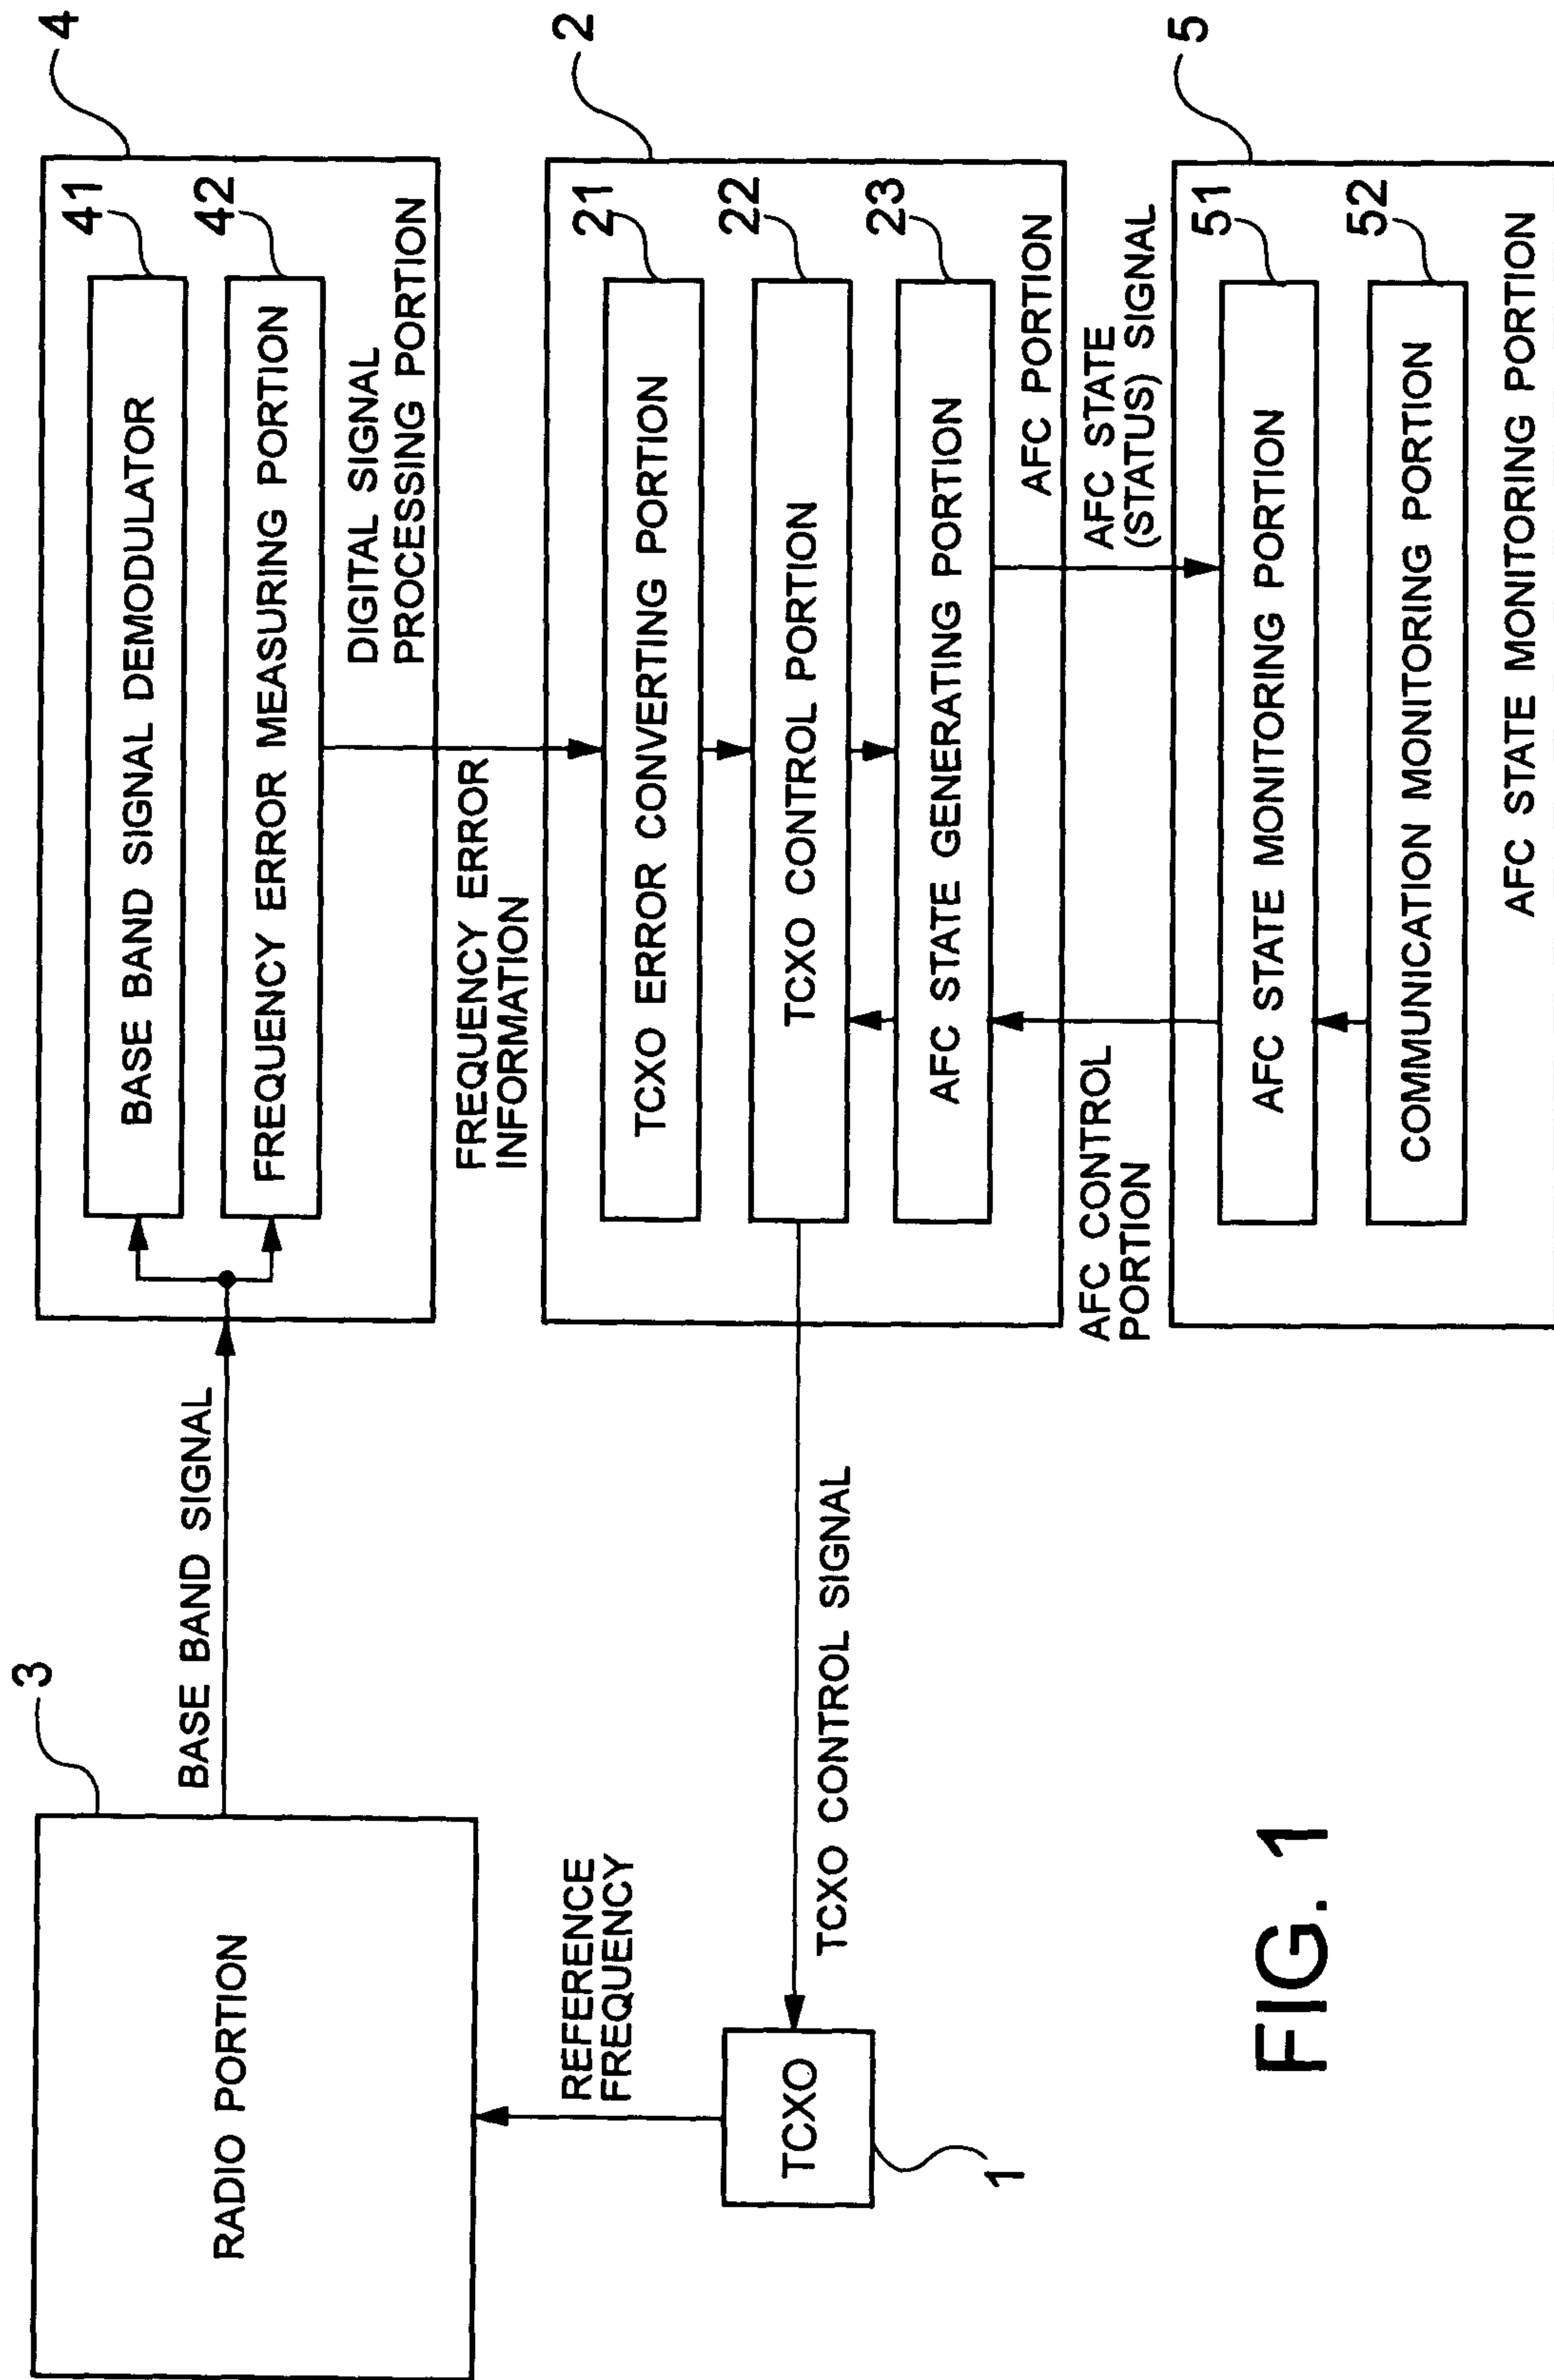 3
RADIO PORTION
BASE BAND SIGNAL
4
41
BASE BAND SIGNAL DEMODULATOR
42
FREQUENCY ERROR MEASURING PORTION
DIGITAL SIGNAL
PROCESSING PORTION
FREQUENCY ERROR
INFORMATION
REFERENCE
FREQUENCY
TCXO
1
TCXO CONTROL SIGNAL
2
21
TCXO ERROR CONVERTING PORTION
22
TCXO CONTROL PORTION
23
AFC STATE GENERATING PORTION
AFC PORTION
AFC CONTROL
PORTION
AFC STATE
(STATUS) SIGNAL
5
51
AFC STATE MONITORING PORTION
52
COMMUNICATION MONITORING PORTION
AFC STATE MONITORING PORTION
FIG. 1